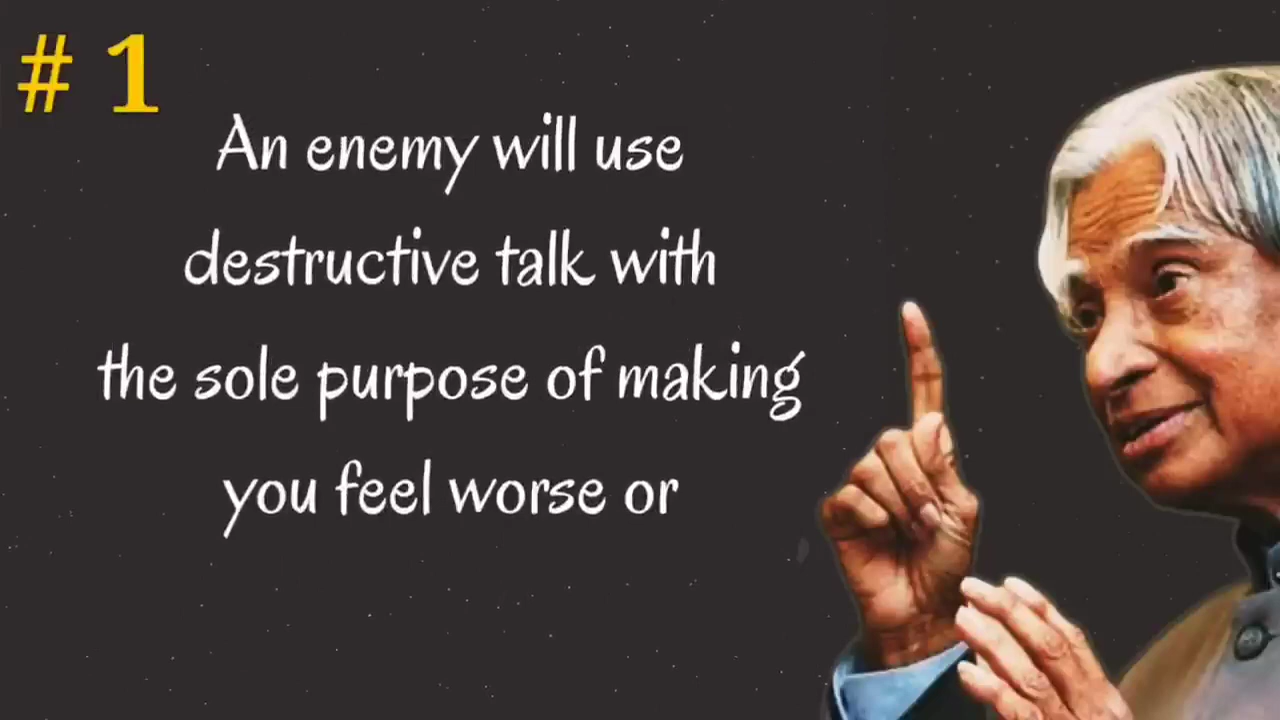 # 1
An enemy will use
destructive talk with
the sole purpose of making
you feel worse or